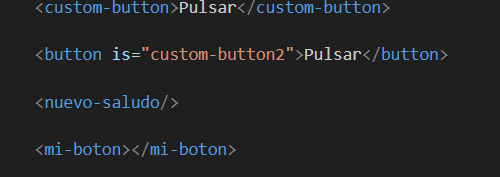 <custom-button>Pulsar</custom-button>
<button is="custom-button2">Pulsar</button>
<nuevo-saludo/>
<mi-boton></mi-boton>